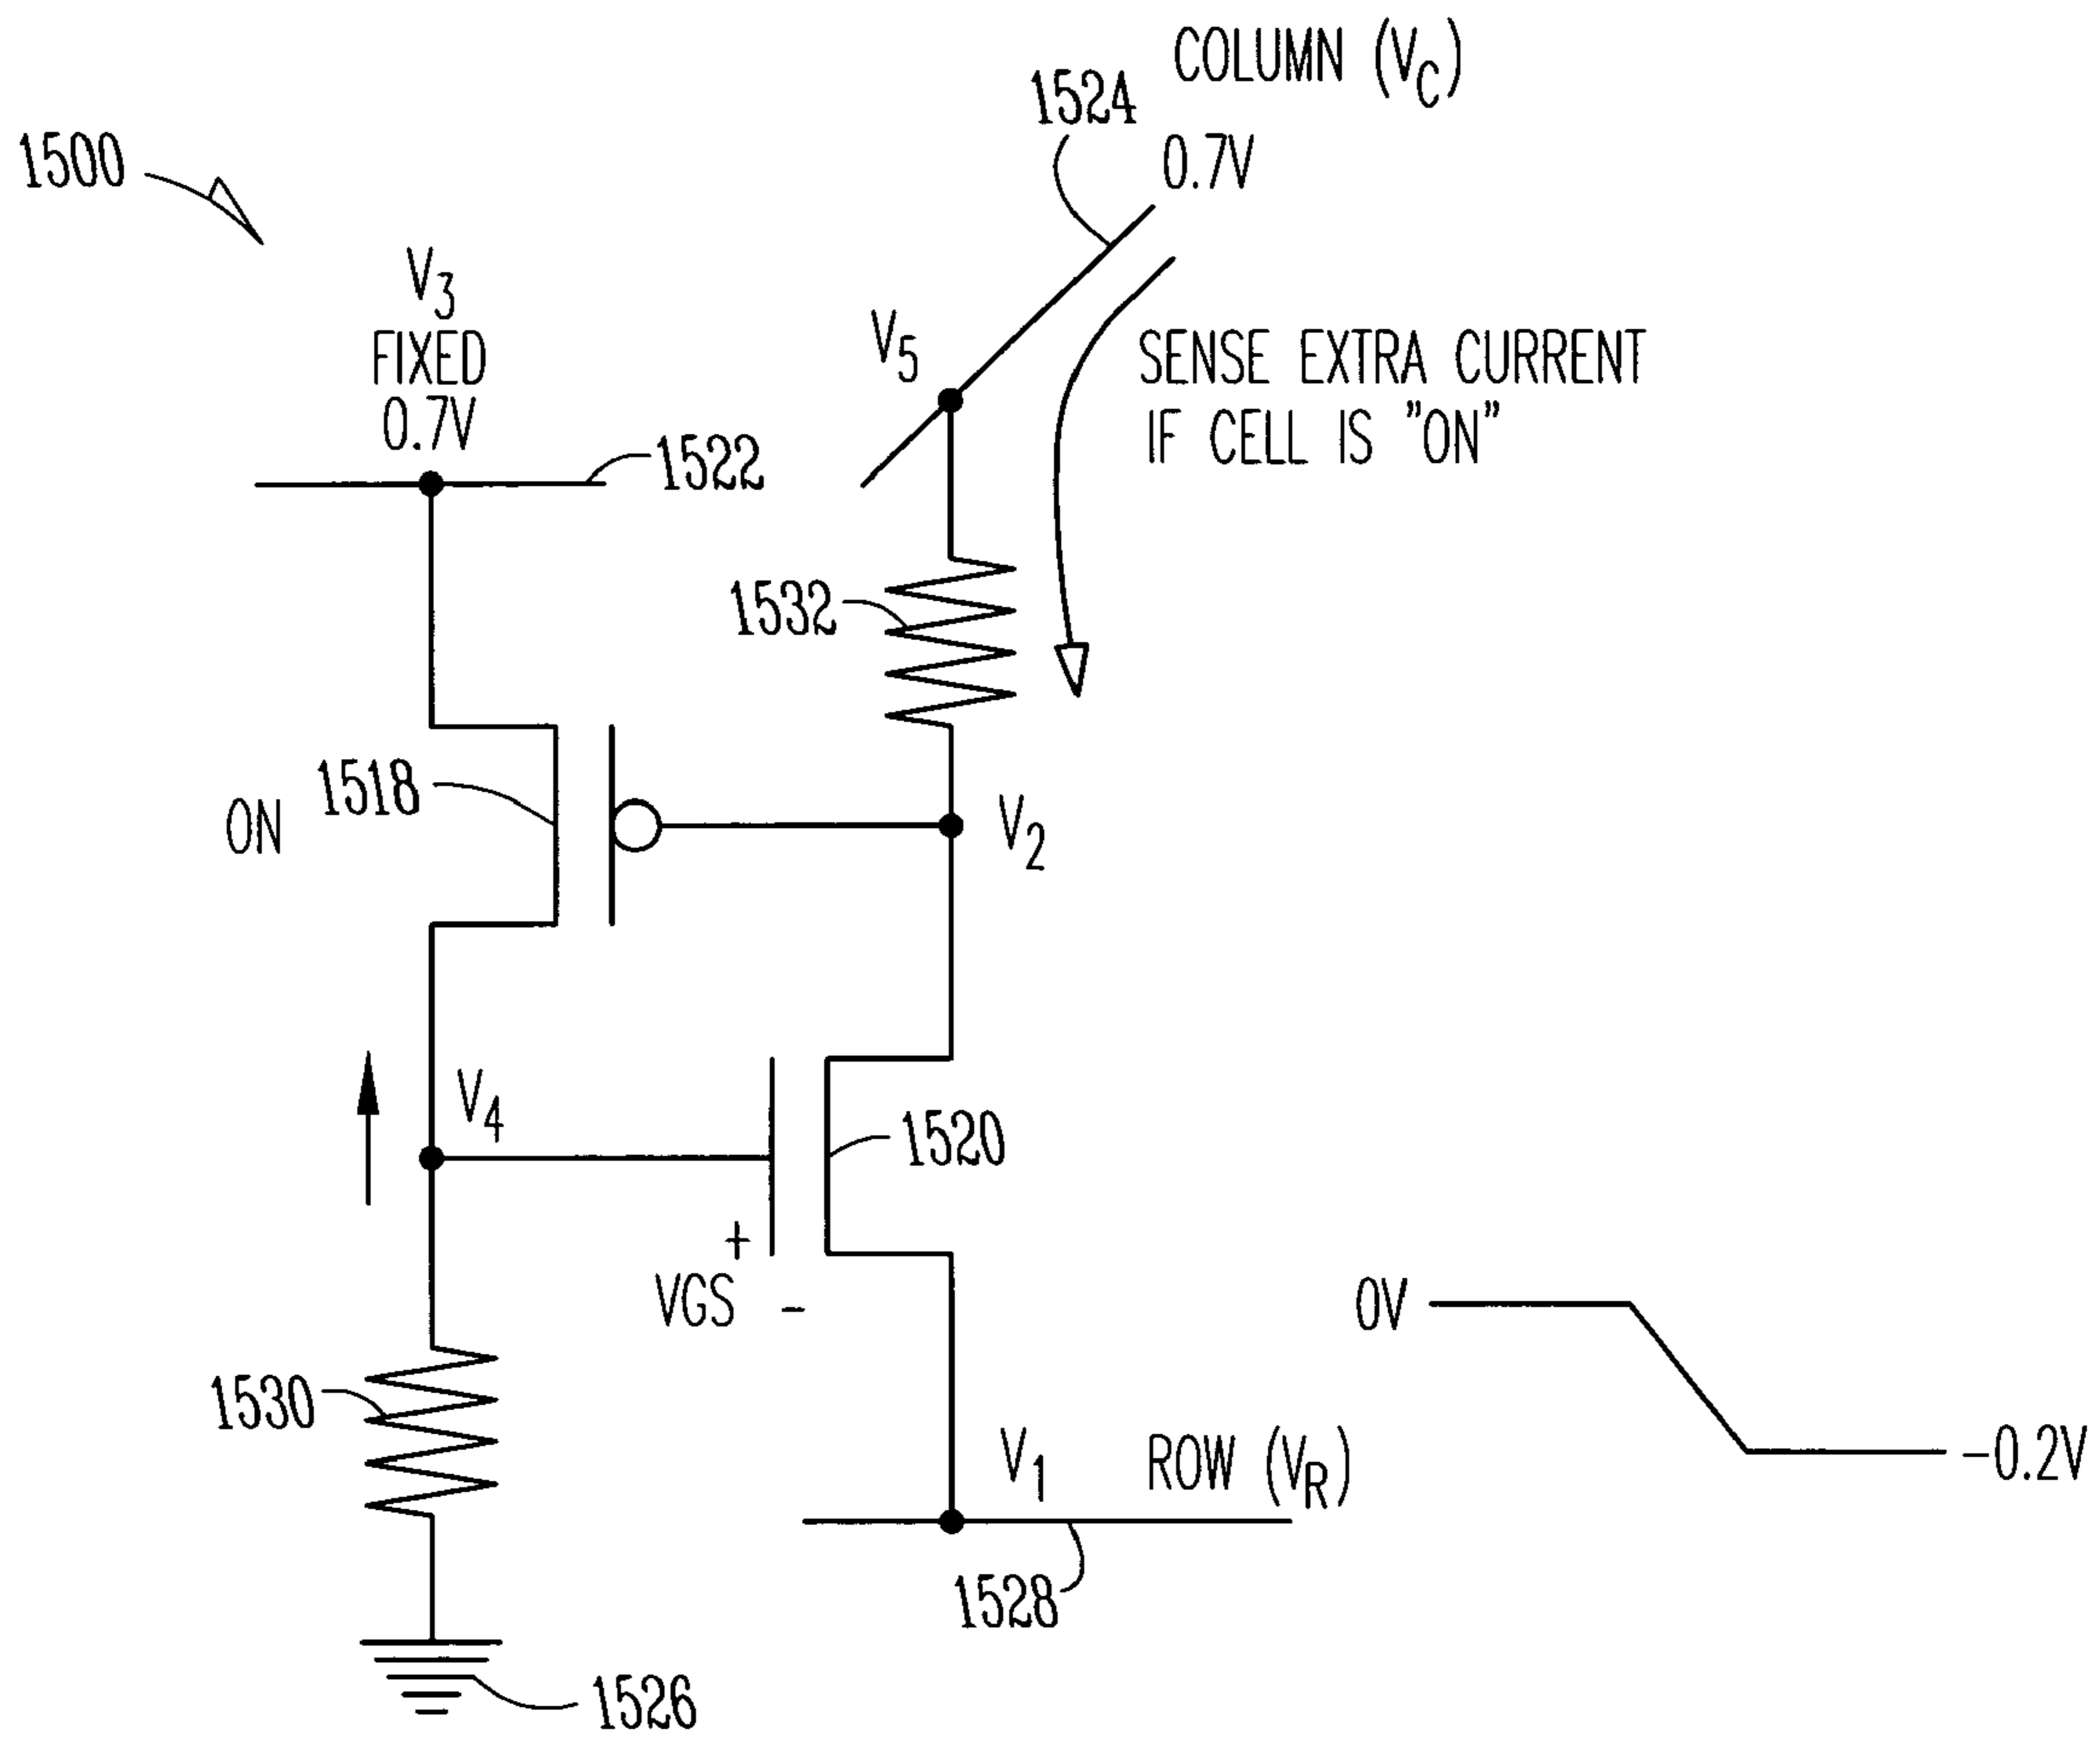 COLUMN (VC)
1524
0.7V
1500
V3
FIXED
0.7V
V5
SENSE EXTRA CURRENT
IF CELL IS "ON"
1522
1532
1518
ON
V2
V4
1520
+
VGS -
0V
1530
V1
ROW (VR)
-0.2V
1528
1526